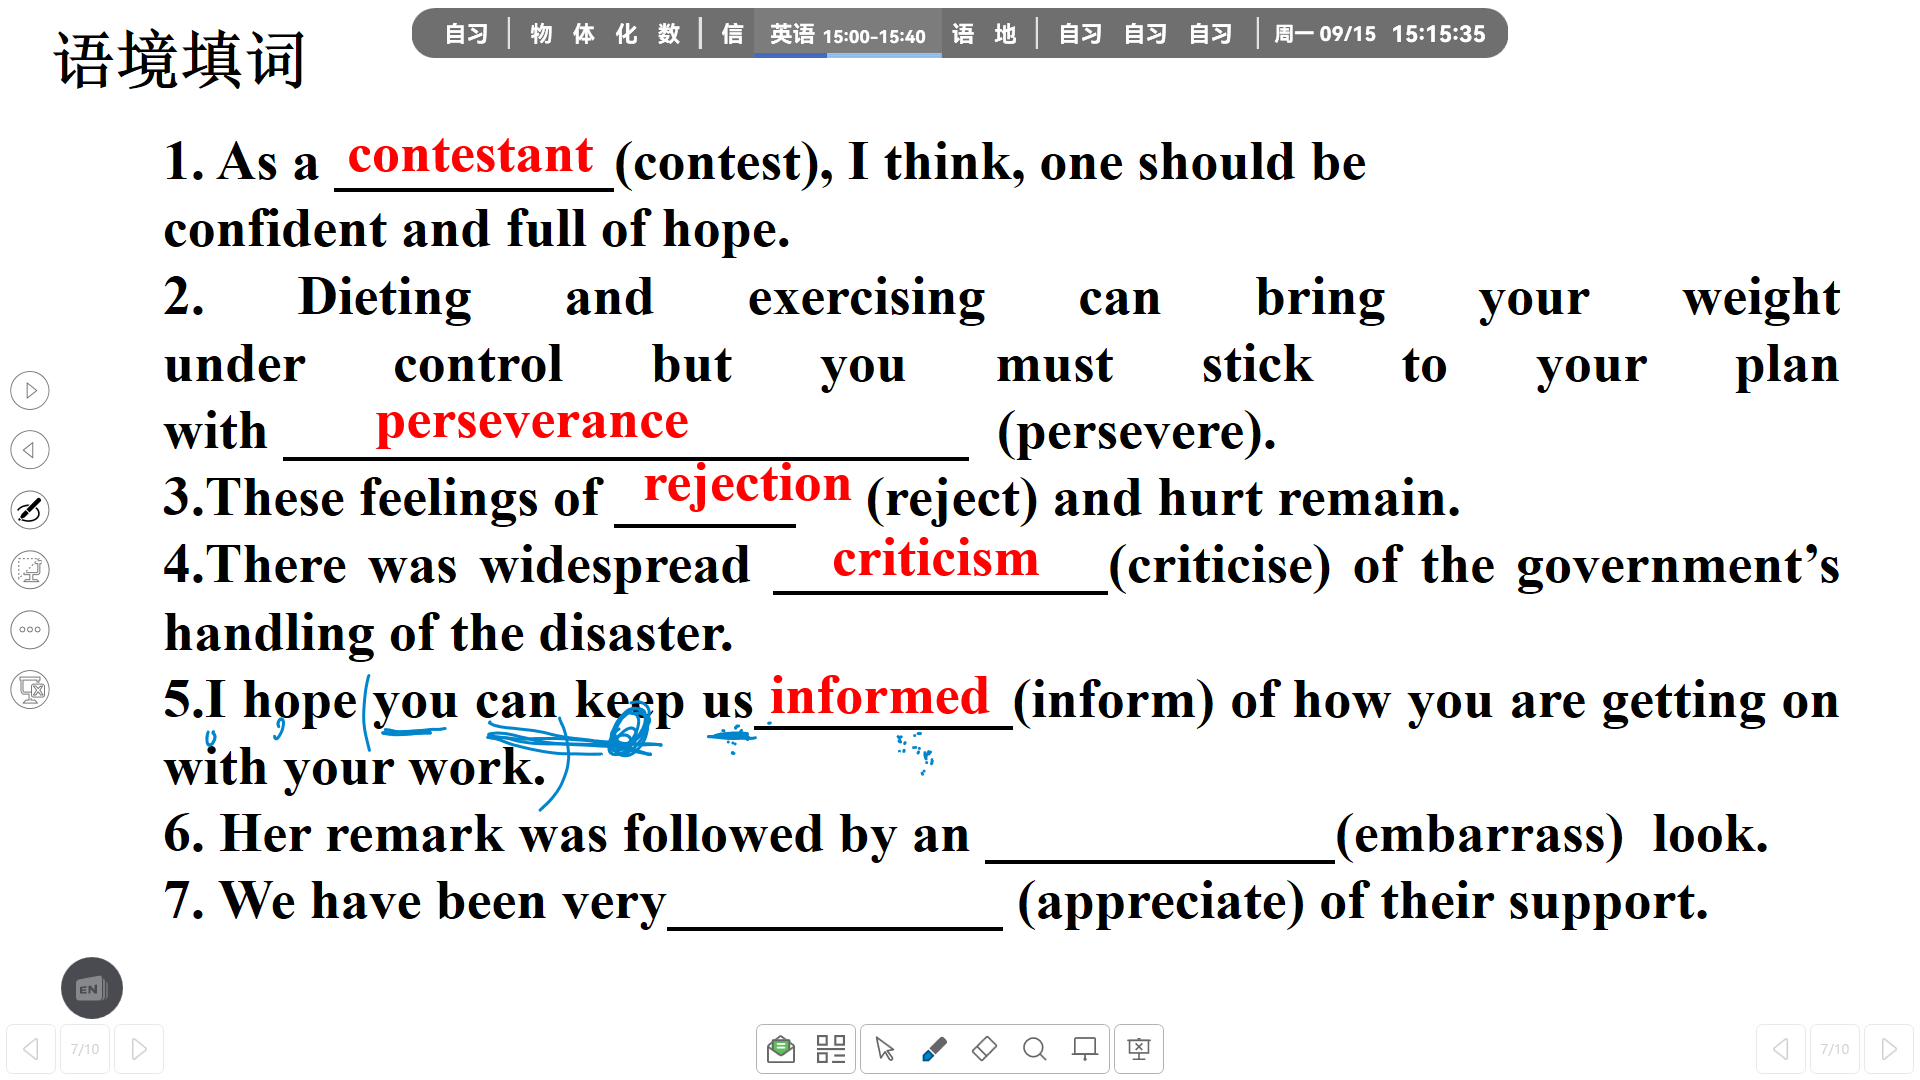 语境填词
自习 | 物 体 化 数 | 信 英语 15:00-15:40 语 地 | 自习 自习 自习 | 周一 09/15 15:15:35
1. As a contestant (contest), I think, one should be
confident and full of hope.
2. Dieting and exercising can bring your weight
under control but you must stick to your plan
with perseverance (persevere).
3.These feelings of rejection (reject) and hurt remain.
4.There was widespread criticism (criticise) of the government’s
handling of the disaster.
5.I hope you can keep us informed (inform) of how you are getting on
with your work.
6. Her remark was followed by an ____________(embarrass) look.
7. We have been very____________ (appreciate) of their support.
EN
7/10
7/10